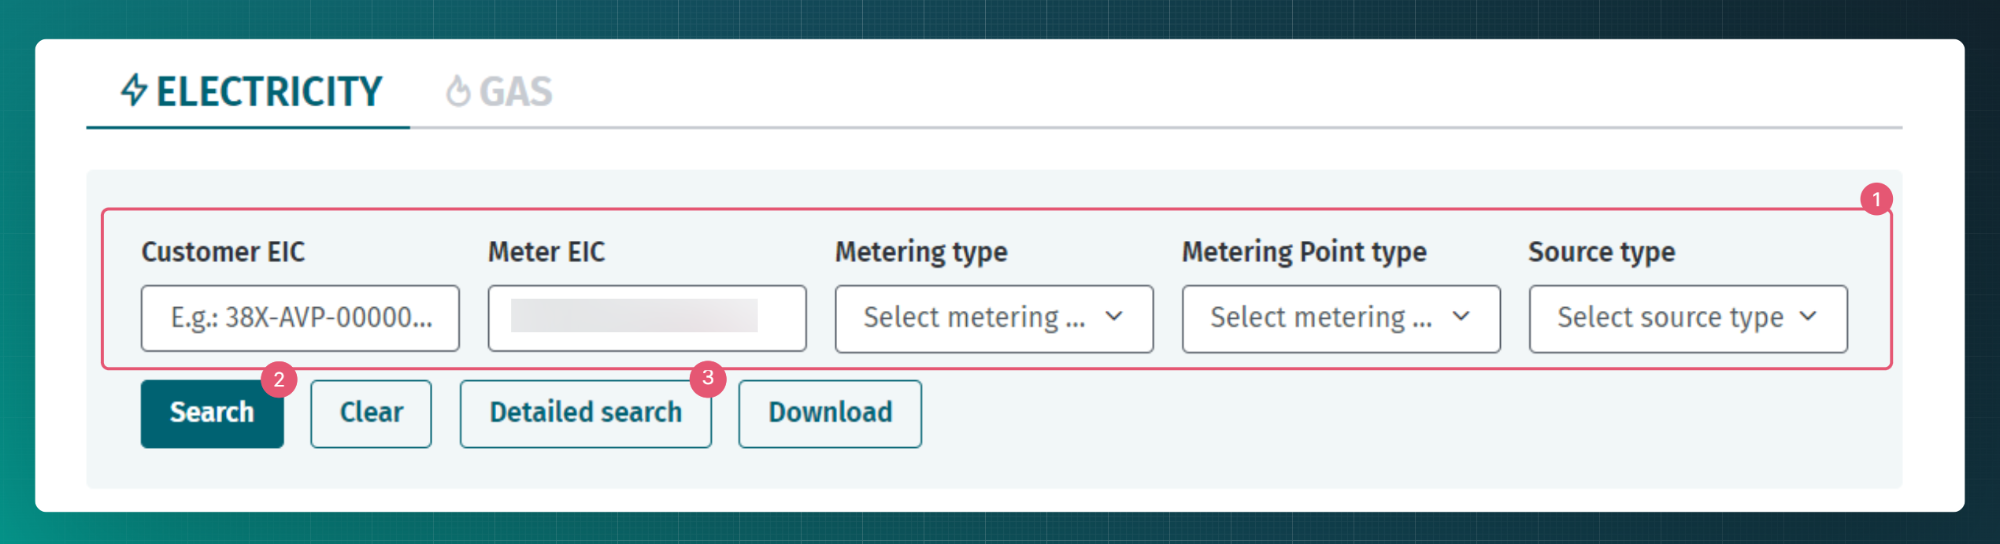 ELECTRICITY GAS
1
Customer EIC Meter EIC Metering type Metering Point type Source type
E.g.: 38X-AVP-00000... Select metering ... Select metering ... Select source type
2 3
Search Clear Detailed search Download